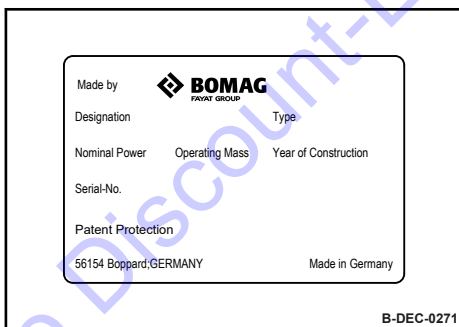 Made by BOMAG
FAYAT GROUP
Designation Type
Nominal Power Operating Mass Year of Construction
Serial-No.
Patent Protection
56154 Boppard;GERMANY Made in Germany
B-DEC-0271